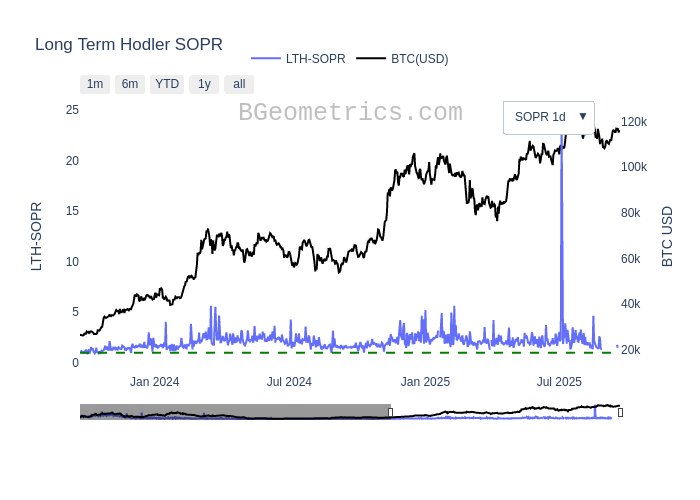 Long Term Hodler SOPR
LTH-SOPR
BTC(USD)
1m
6m
YTD
1y
all
BGeometrics.com
SOPR 1d
▼
25
20
15
10
5
0
LTH-SOPR
120k
100k
80k
60k
40k
20k
BTC USD
Jan 2024
Jul 2024
Jan 2025
Jul 2025